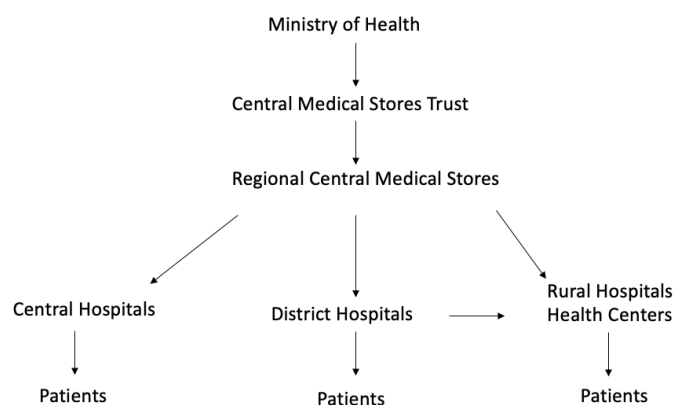 Ministry of Health
Central Medical Stores Trust
Regional Central Medical Stores
Central Hospitals
District Hospitals
Rural Hospitals
Health Centers
Patients
Patients
Patients